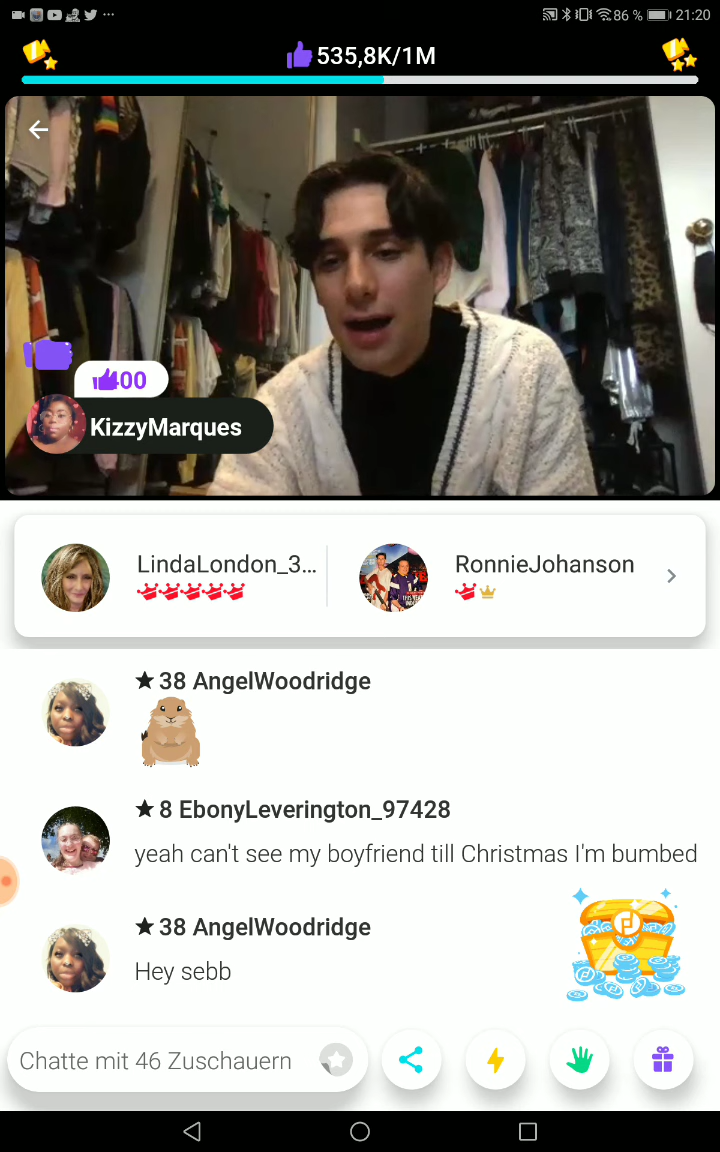 86 % 21:20
535,8K/1M
400
KizzyMarques
LindaLondon_3...
RonnieJohanson
★ 38 AngelWoodridge
★ 8 EbonyLeverington_97428
yeah can't see my boyfriend till Christmas I'm bumbed
★ 38 AngelWoodridge
Hey sebb
Chatte mit 46 Zuschauern